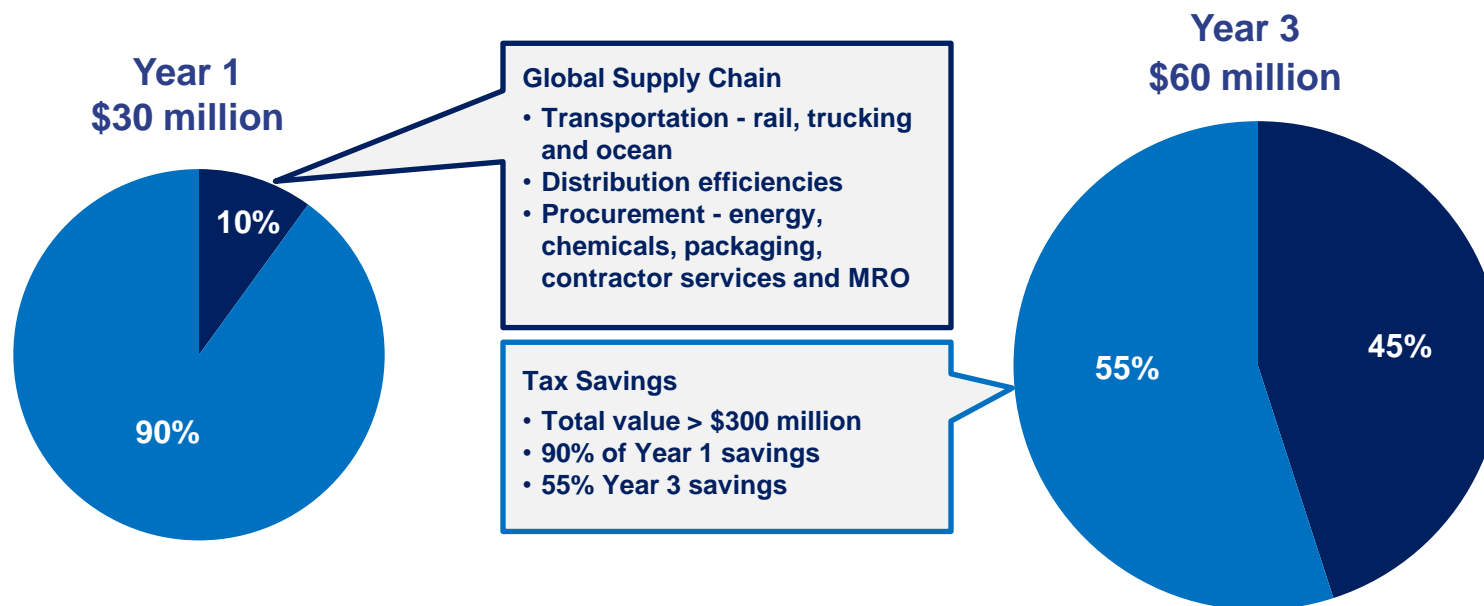 Year 1
$30 million
10%
90%
Global Supply Chain
• Transportation - rail, trucking
and ocean
• Distribution efficiencies
• Procurement - energy,
chemicals, packaging,
contractor services and MRO
Tax Savings
• Total value > $300 million
• 90% of Year 1 savings
• 55% Year 3 savings
Year 3
$60 million
55%
45%